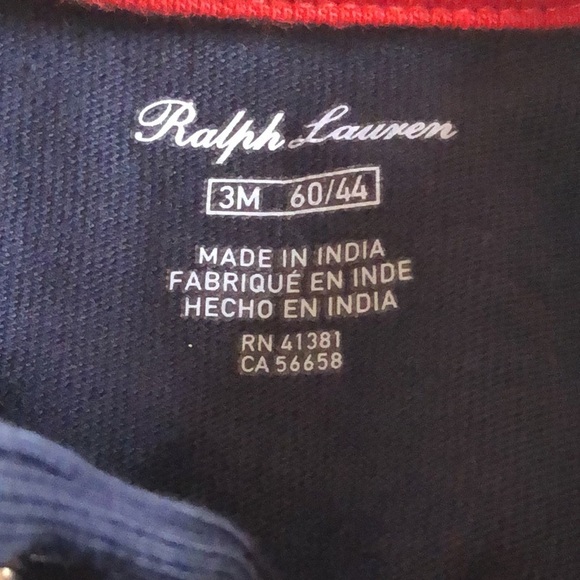 Ralph Lauren
3M 60/44
MADE IN INDIA
FABRIQUÉ EN INDE
HECHO EN INDIA
RN 41381
CA 56658